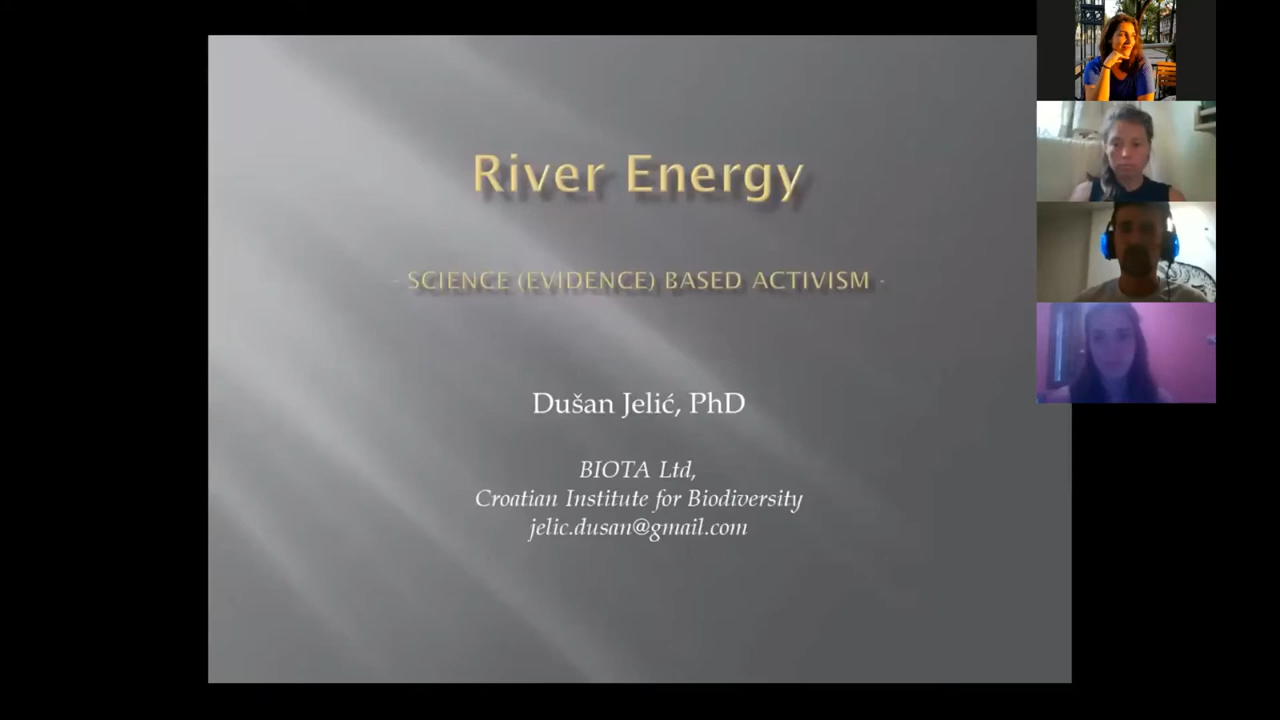 River Energy
- SCIENCE (EVIDENCE) BASED ACTIVISM -
Dušan Jelić, PhD
BIOTA Ltd,
Croatian Institute for Biodiversity
jelic.dusan@gmail.com